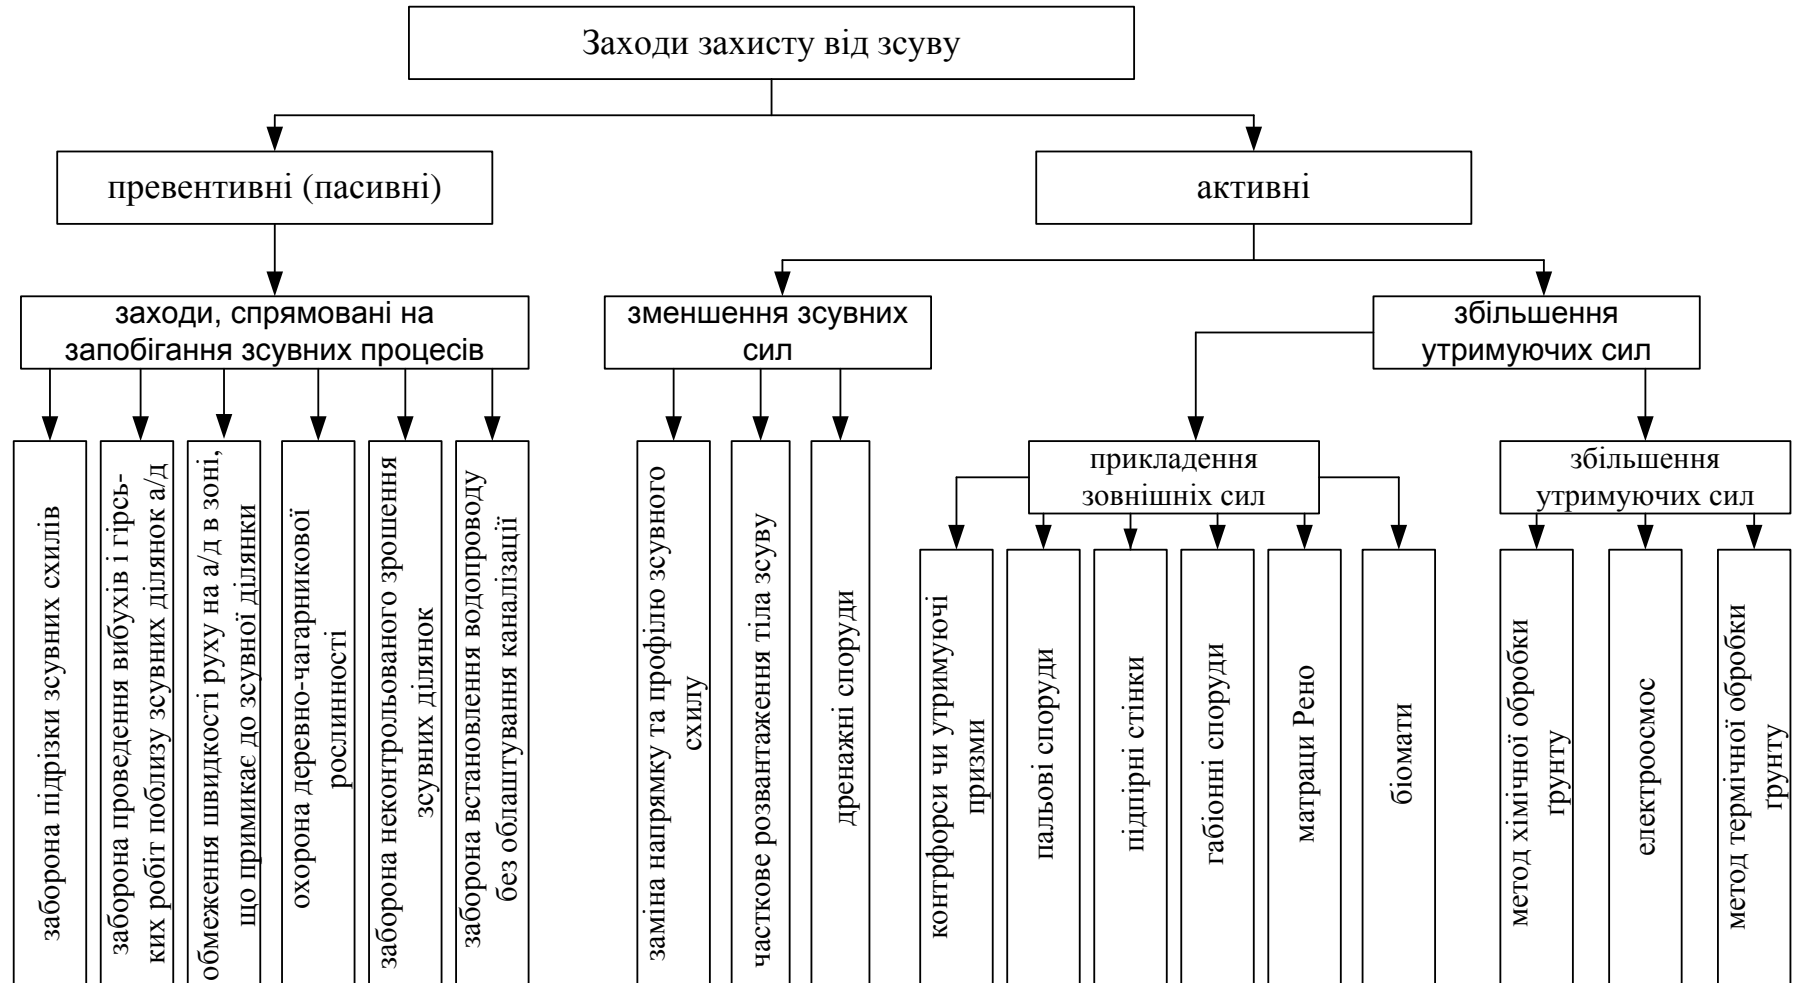 Заходи захисту від зсуву
превентивні (пасивні)
активні
заходи, спрямовані на
запобігання зсувних процесів
зменшення зсувних
сил
збільшення
утримуючих сил
прикладення
зовнішніх сил
збільшення
утримуючих сил
заборона підрізки зсувних схилів
заборона проведення вибухів і гірсь-
ких робіт поблизу зсувних ділянок а/д
обмеження швидкості руху на а/д в зоні,
що примикає до зсувної ділянки
охорона деревно-чагарникової
рослинності
заборона неконтрольованого зрошення
зсувних ділянок
заборона встановлення водопроводу
без облаштування каналізації
заміна напрямку та профілю зсувного
схилу
часткове розвантаження тіла зсуву
дренажні споруди
контрфорси чи утримуючі
призми
пальові споруди
підпірні стінки
габіонні споруди
матраци Рено
біомати
метод хімічної обробки
ґрунту
електроосмос
метод термічної обробки
ґрунту